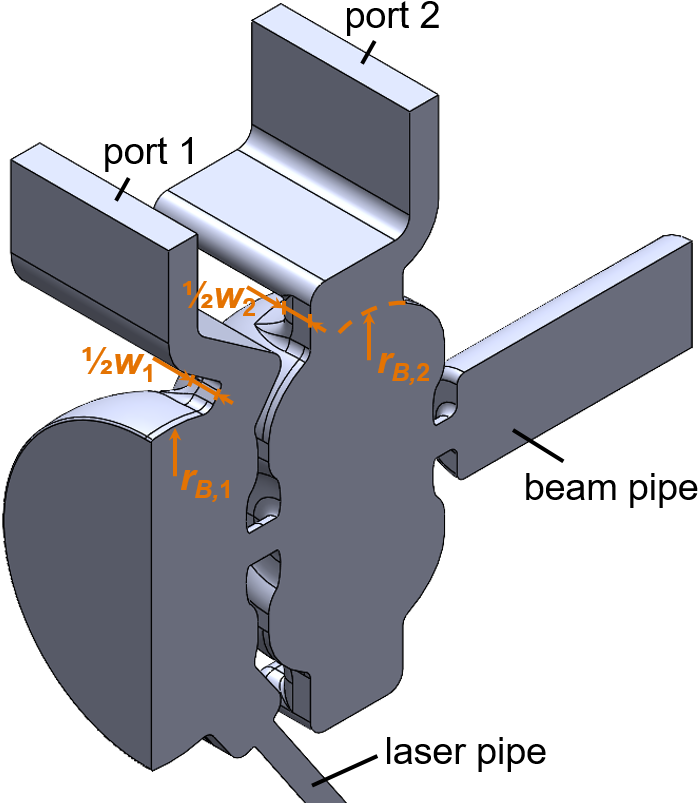 port 2
port 1
½w2
rB,2
½w1
rB,1
beam pipe
laser pipe